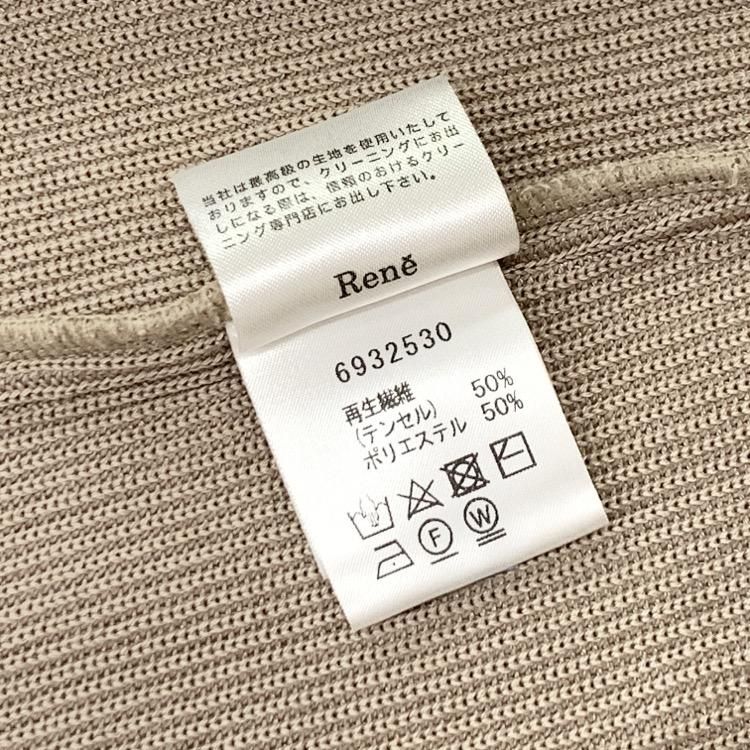 当社は最高級の生地を使用いたして
おりますので、クリーニングにお出
しになる際は、信頼のおけるクリー
ニング専門店にお出し下さい。
René
6932530
再生繊維 50%
(テンセル)
ポリエステル 50%
F W